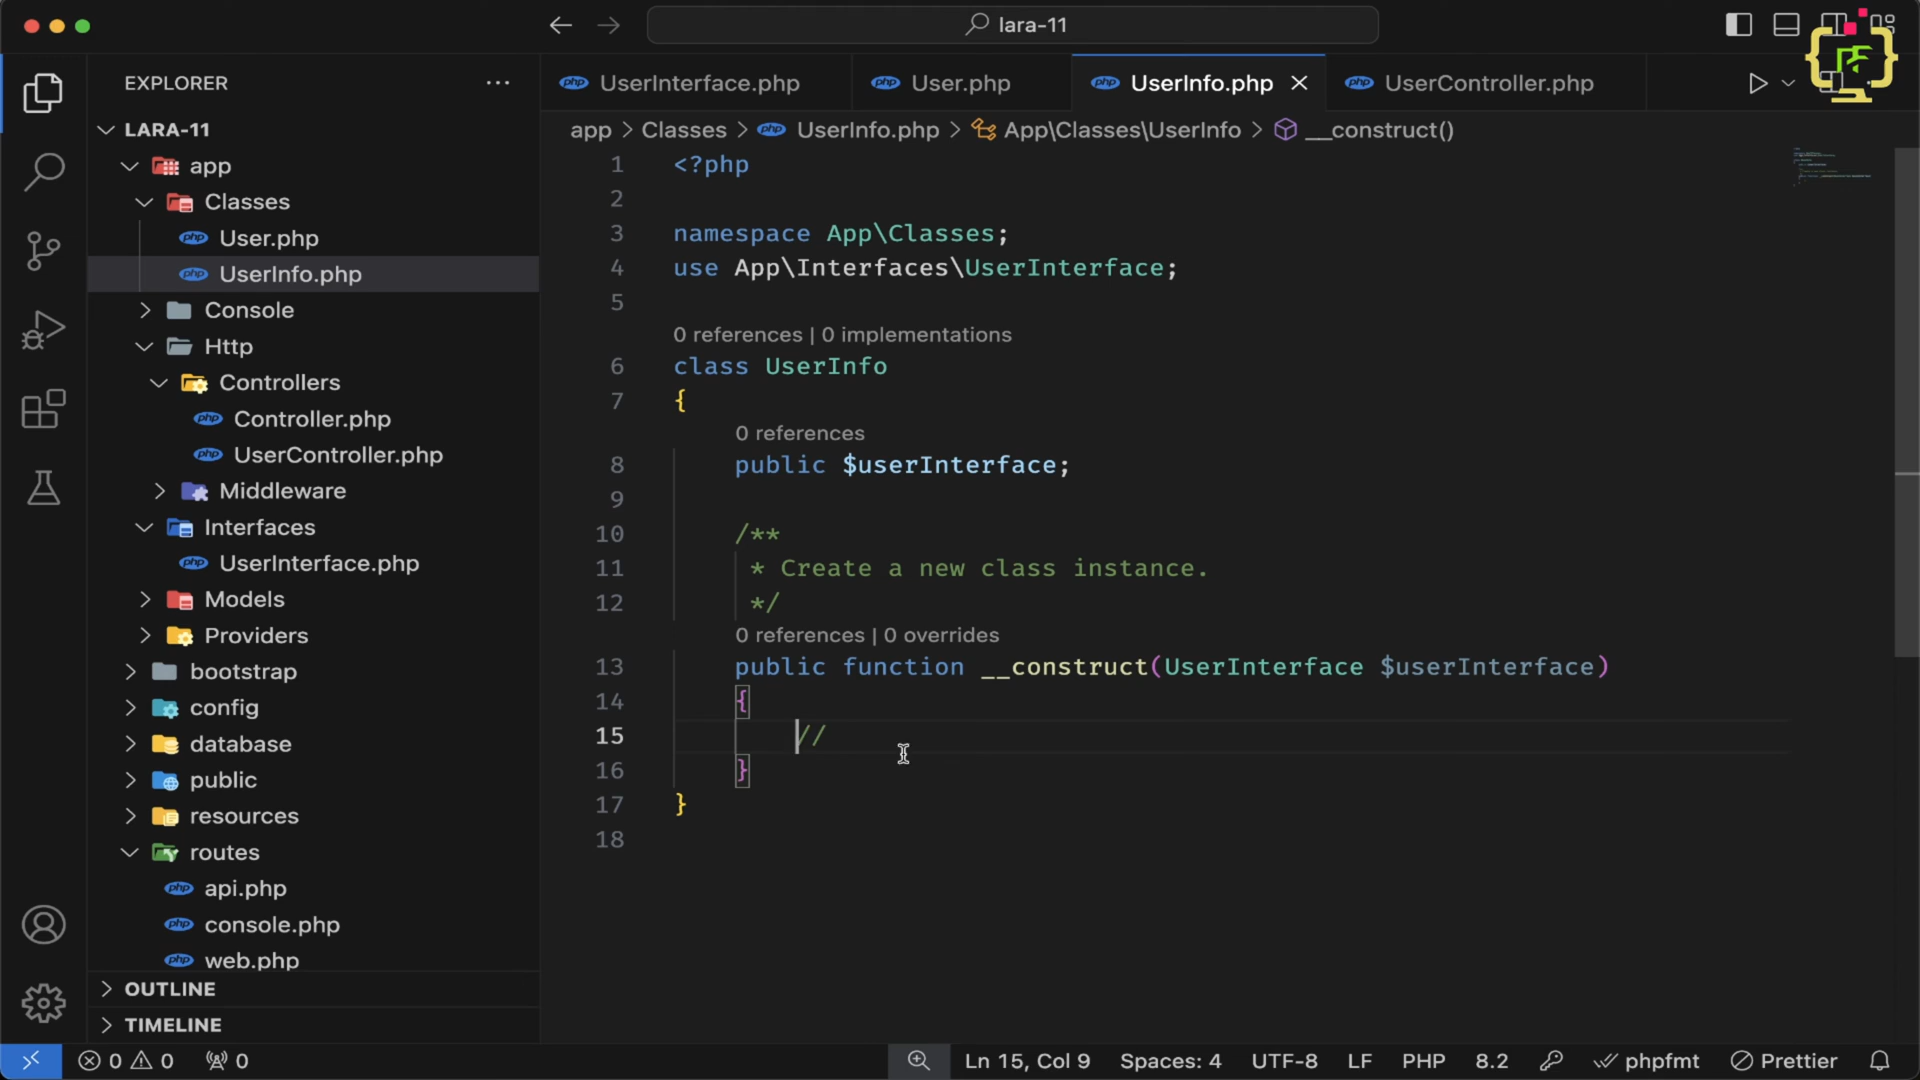 lara-11
EXPLORER
LARA-11
app
Classes
User.php
UserInfo.php
Console
Http
Controllers
Controller.php
UserController.php
Middleware
Interfaces
UserInterface.php
Models
Providers
bootstrap
config
database
public
resources
routes
api.php
console.php
web.php
OUTLINE
TIMELINE
UserInterface.php
User.php
UserInfo.php
UserController.php
app > Classes > UserInfo.php > App\Classes\UserInfo > __construct()
1 <?php
2
3 namespace App\Classes;
4 use App\Interfaces\UserInterface;
5
0 references | 0 implementations
6 class UserInfo
7 {
0 references
8 public $userInterface;
9
10 /**
11 * Create a new class instance.
12 */
0 references | 0 overrides
13 public function __construct(UserInterface $userInterface)
14 {
15 //
16 }
17 }
18
0 0 0
Ln 15, Col 9 Spaces: 4 UTF-8 LF PHP 8.2 phpfmt Prettier